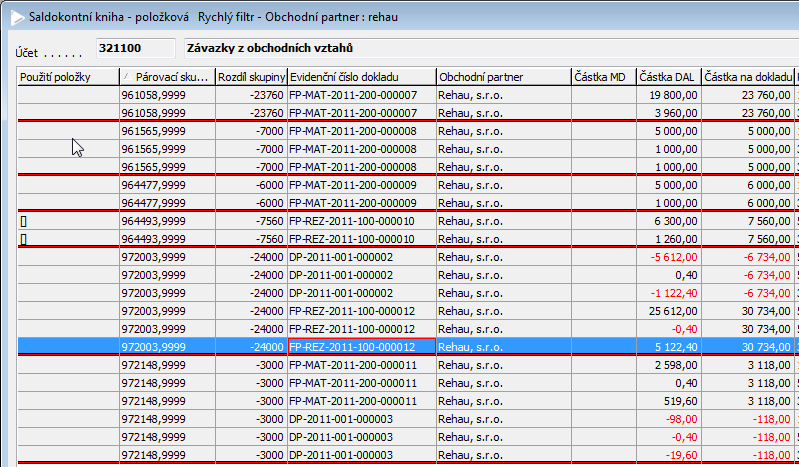 Saldokontní kniha - položková Rychlý filtr - Obchodní partner : rehau
Účet . . . . . . 321100 Závazky z obchodních vztahů
Použití položky Párovací sku... Rozdíl skupiny Evidenční číslo dokladu Obchodní partner Částka MD Částka DAL Částka na dokladu
961058,9999 -23760 FP-MAT-2011-200-000007 Rehau, s.r.o. 19 800,00 23 760,00
961058,9999 -23760 FP-MAT-2011-200-000007 Rehau, s.r.o. 3 960,00 23 760,00
961565,9999 -7000 FP-MAT-2011-200-000008 Rehau, s.r.o. 5 000,00 5 000,00
961565,9999 -7000 FP-MAT-2011-200-000008 Rehau, s.r.o. 1 000,00 5 000,00
961565,9999 -7000 FP-MAT-2011-200-000008 Rehau, s.r.o. 1 000,00 5 000,00
964477,9999 -6000 FP-MAT-2011-200-000009 Rehau, s.r.o. 5 000,00 6 000,00
964477,9999 -6000 FP-MAT-2011-200-000009 Rehau, s.r.o. 1 000,00 6 000,00
964493,9999 -7560 FP-REZ-2011-100-000010 Rehau, s.r.o. 6 300,00 7 560,00
964493,9999 -7560 FP-REZ-2011-100-000010 Rehau, s.r.o. 1 260,00 7 560,00
972003,9999 -24000 DP-2011-001-000002 Rehau, s.r.o. -5 612,00 -6 734,00
972003,9999 -24000 DP-2011-001-000002 Rehau, s.r.o. 0,40 -6 734,00
972003,9999 -24000 DP-2011-001-000002 Rehau, s.r.o. -1 122,40 -6 734,00
972003,9999 -24000 FP-REZ-2011-100-000012 Rehau, s.r.o. 25 612,00 30 734,00
972003,9999 -24000 FP-REZ-2011-100-000012 Rehau, s.r.o. -0,40 30 734,00
972003,9999 -24000 FP-REZ-2011-100-000012 Rehau, s.r.o. 5 122,40 30 734,00
972148,9999 -3000 FP-MAT-2011-200-000011 Rehau, s.r.o. 2 598,00 3 118,00
972148,9999 -3000 FP-MAT-2011-200-000011 Rehau, s.r.o. 0,40 3 118,00
972148,9999 -3000 FP-MAT-2011-200-000011 Rehau, s.r.o. 519,60 3 118,00
972148,9999 -3000 DP-2011-001-000003 Rehau, s.r.o. -98,00 -118,00
972148,9999 -3000 DP-2011-001-000003 Rehau, s.r.o. -0,40 -118,00
972148,9999 -3000 DP-2011-001-000003 Rehau, s.r.o. -19,60 -118,00